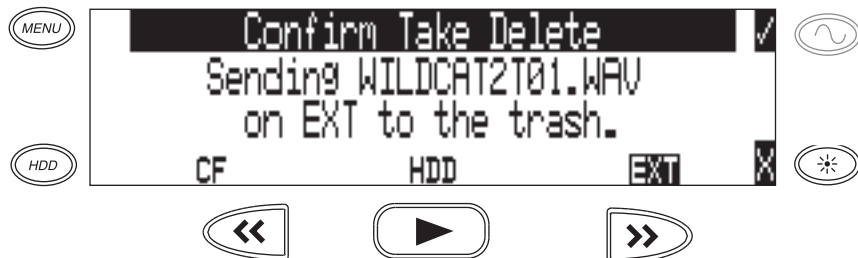 MENU
Confirm Take Delete ✓
Sending WILDCAT2T01.WAV
on EXT to the trash.
HDD
CF HDD EXT X